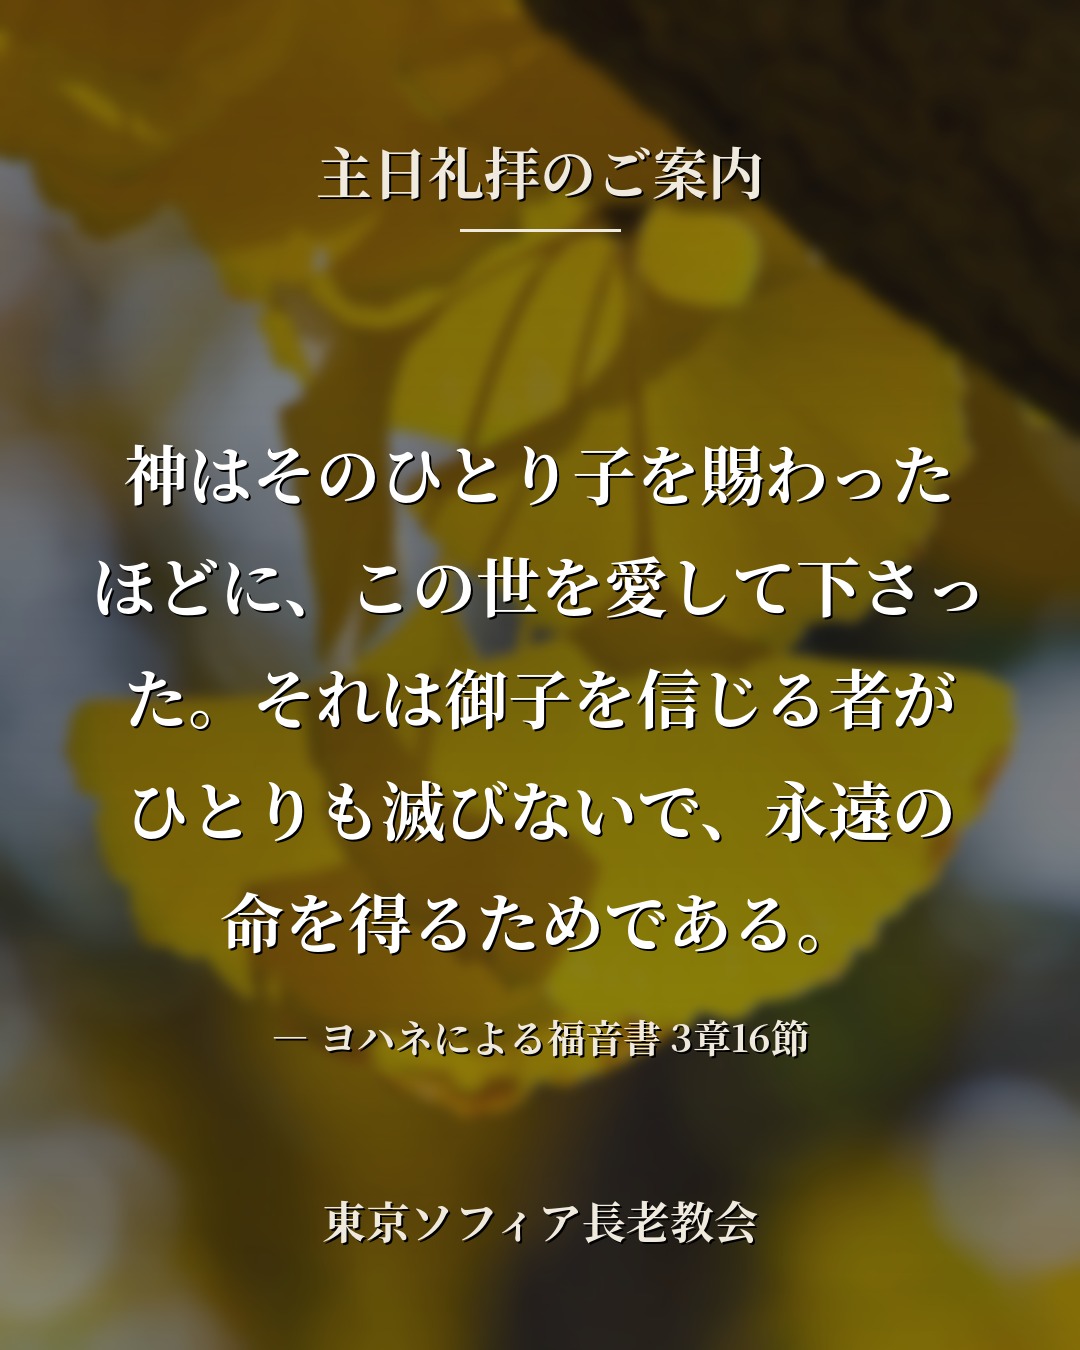 主日礼拝のご案内
神はそのひとり子を賜わった
ほどに、この世を愛して下さっ
た。それは御子を信じる者が
ひとりも滅びないで、永遠の
命を得るためである。
― ヨハネによる福音書 3章16節
東京ソフィア長老教会